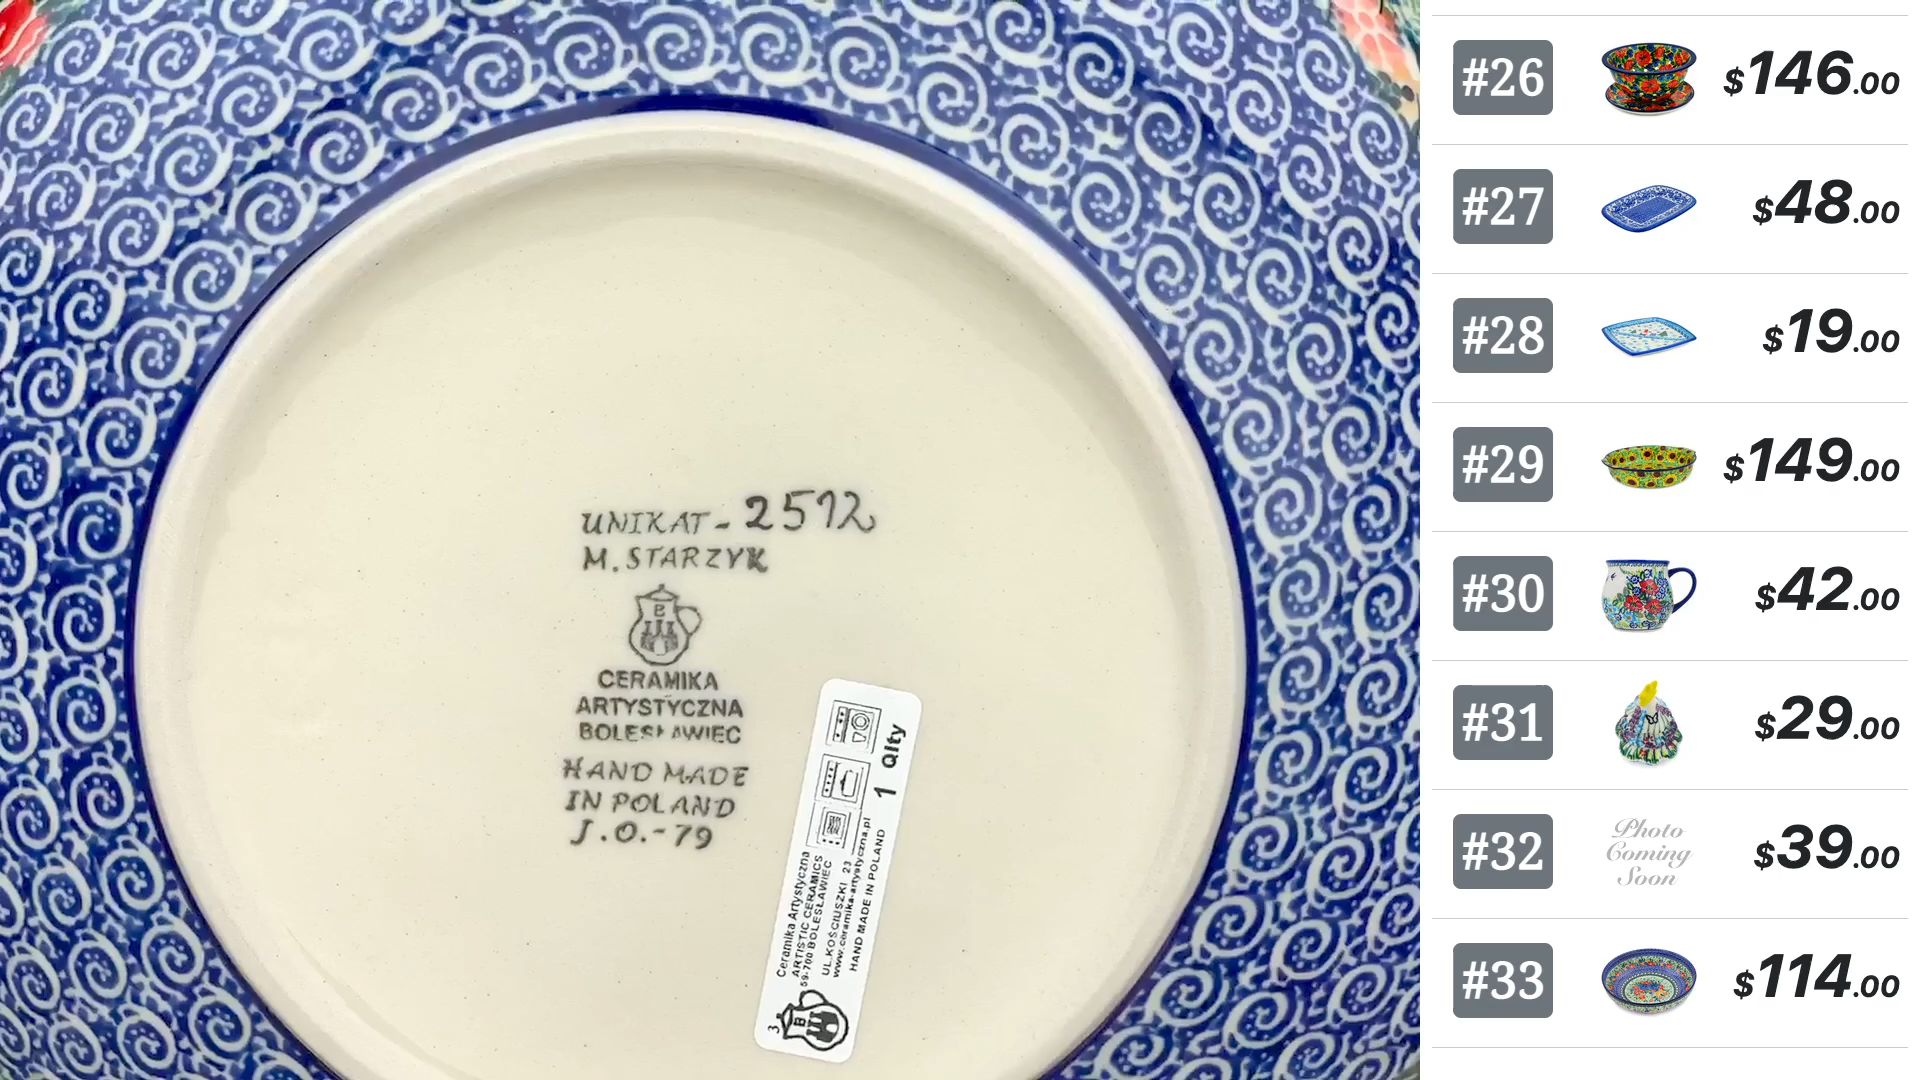 UNIKAT-2512
M. STARZYK
B
CERAMIKA
ARTYSTYCZNA
BOLESŁAWIEC
HAND MADE
IN POLAND
J.O.-79
1 Qlty
Ceramika Artystyczna
ARTISTIC CERAMICS
59-700 BOLESŁAWIEC
UL.KOŚCIUSZKI 23
www.ceramika-artystyczna.pl
HAND MADE IN POLAND
3
B
#26
$146.00
#27
$48.00
#28
$19.00
#29
$149.00
#30
$42.00
#31
$29.00
#32
Photo
Coming
Soon
$39.00
#33
$114.00